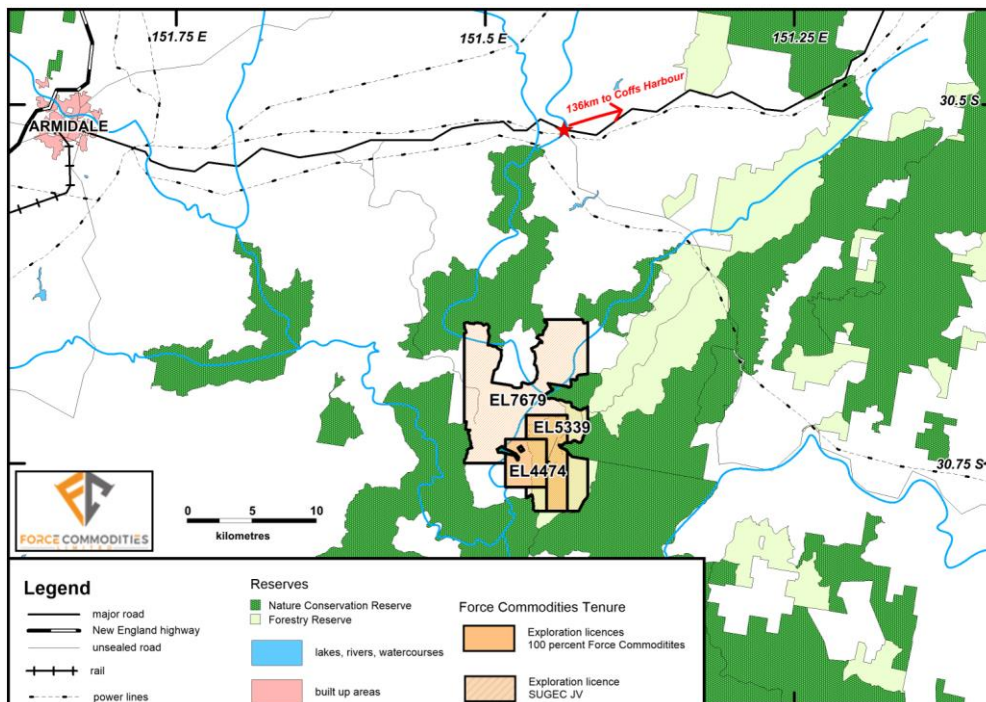 151.75 E
151.5 E
151.25 E
136km to Coffs Harbour
30.5 S
ARMIDALE
EL7679
EL5339
EL4474
30.75 S
FORCE COMMODITIES
LIMITED
0 5 10
kilometres
Legend
major road
New England highway
unsealed road
rail
power lines
Reserves
Nature Conservation Reserve
Forestry Reserve
lakes, rivers, watercourses
built up areas
Force Commodities Tenure
Exploration licences
100 percent Force Commoditites
Exploration licence
SUGEC JV